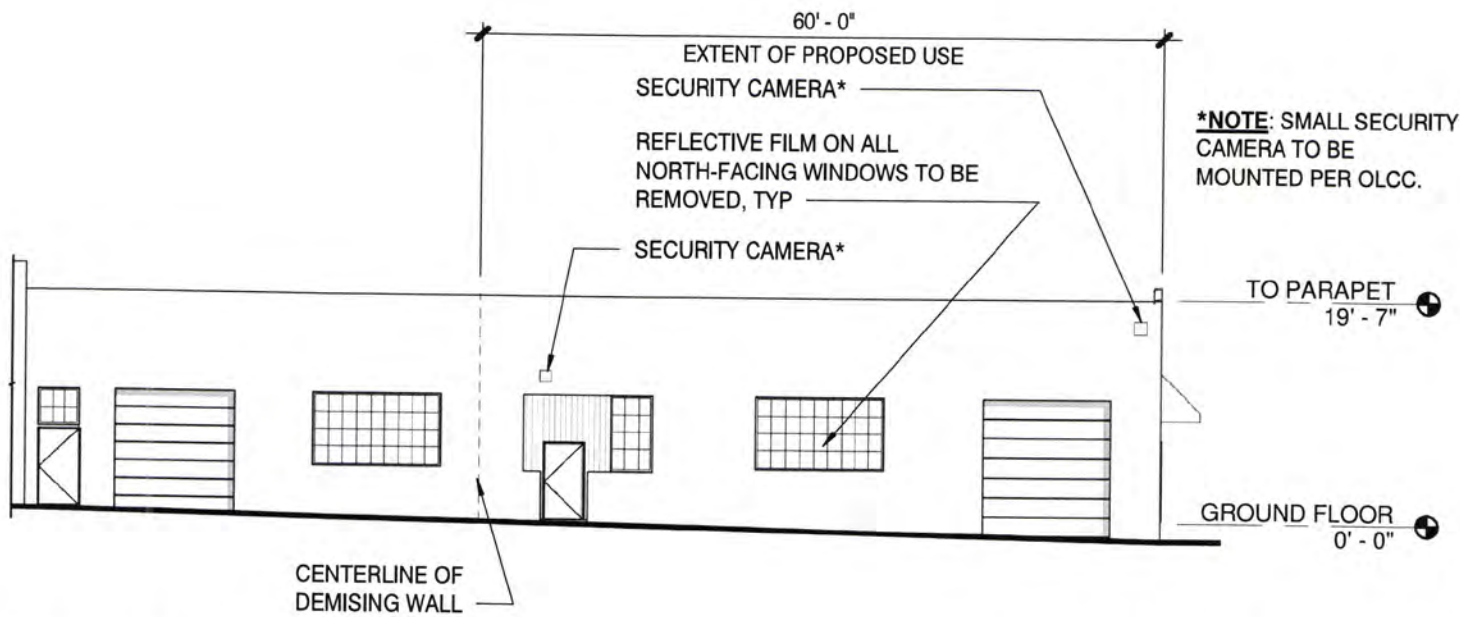 60' - 0"
EXTENT OF PROPOSED USE
SECURITY CAMERA*
REFLECTIVE FILM ON ALL
NORTH-FACING WINDOWS TO BE
REMOVED, TYP
SECURITY CAMERA*
*NOTE: SMALL SECURITY
CAMERA TO BE
MOUNTED PER OLCC.
TO PARAPET
19' - 7"
GROUND FLOOR
0' - 0"
CENTERLINE OF
DEMISING WALL